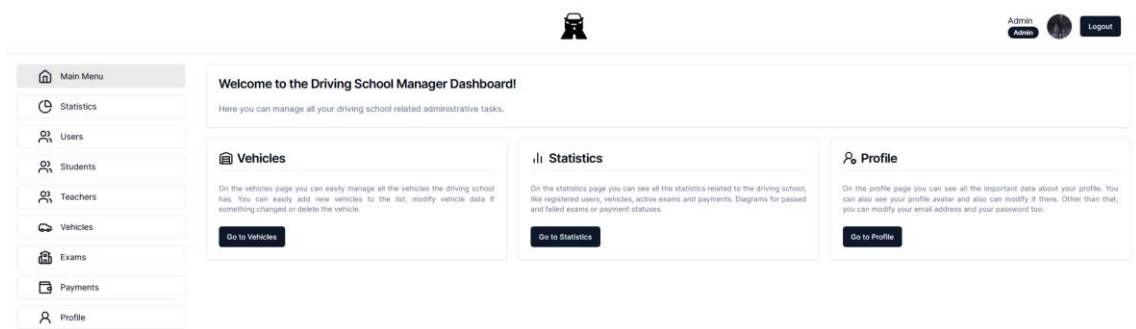 Admin
Admin
Logout
Main Menu
Statistics
Users
Students
Teachers
Vehicles
Exams
Payments
Profile
Welcome to the Driving School Manager Dashboard!
Here you can manage all your driving school related administrative tasks.
Vehicles
On the vehicles page you can easily manage all the vehicles the driving school
has. You can easily add new vehicles to the list, modify vehicle data if
something changed or delete the vehicle.
Go to Vehicles
Statistics
On the statistics page you can see all the statistics related to the driving school,
like registered users, vehicles, active exams and payments. Diagrams for passed
and failed exams or payment statuses.
Go to Statistics
Profile
On the profile page you can see all the important data about your profile. You
can also see your profile avatar and also can modify it there. Other than that,
you can modify your email address and your password too.
Go to Profile